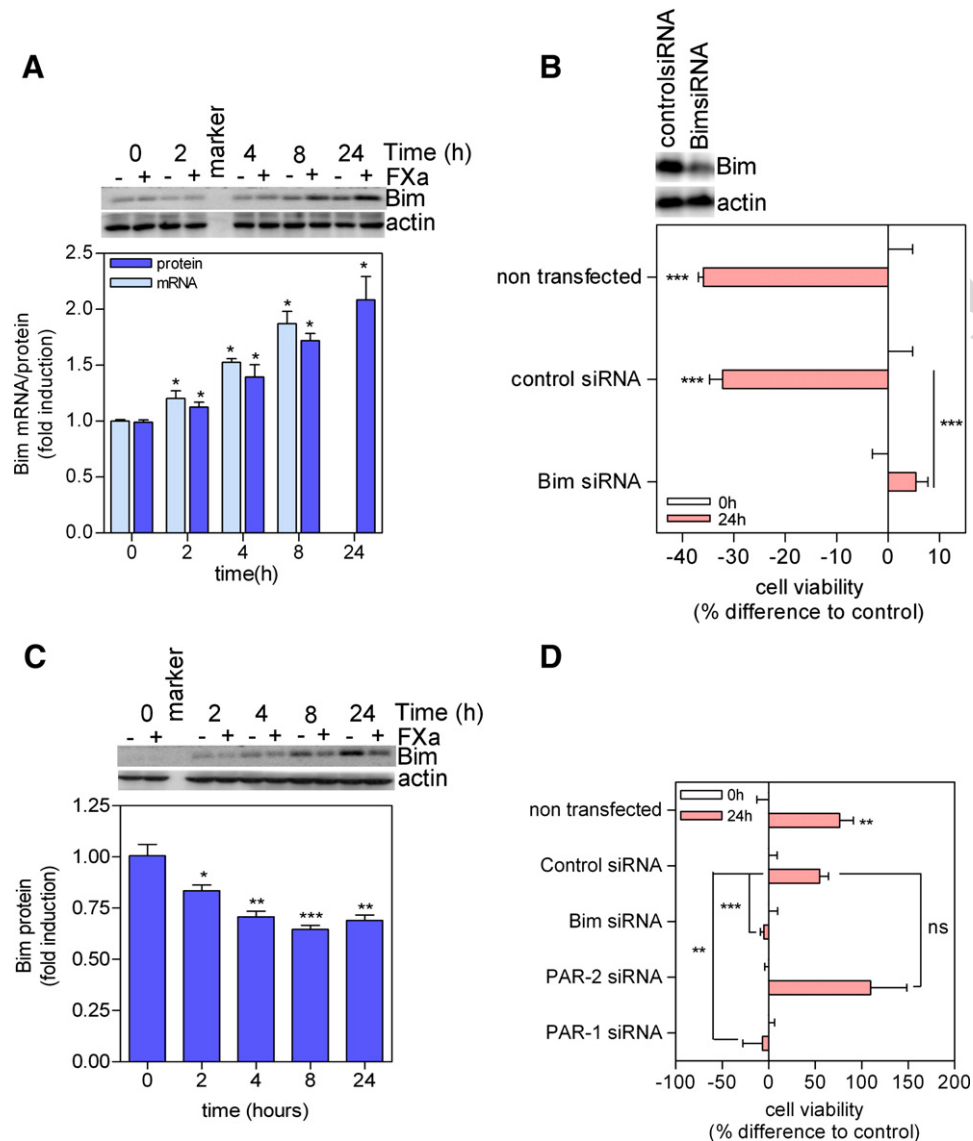 A
marker
0 2 4 8 24 Time (h)
- + - + - + - + - + FXa
Bim
actin
2.5
2.0
1.5
1.0
0.5
0.0
Bim mRNA/protein
(fold induction)
protein
mRNA
* * * * * * *
0 2 4 8 24
time(h)
B
controlsiRNA
BimsiRNA
Bim
actin
non transfected
control siRNA
Bim siRNA
***
***
***
0h
24h
-40 -30 -20 -10 0 10
cell viability
(% difference to control)
C
marker
0 2 4 8 24 Time (h)
- + - + - + - + - + FXa
Bim
actin
1.25
1.00
0.75
0.50
0.25
0.00
Bim protein
(fold induction)
* ** *** **
0 2 4 8 24
time (hours)
D
0h
24h
non transfected
Control siRNA
Bim siRNA
PAR-2 siRNA
PAR-1 siRNA
**
***
**
ns
-100 -50 0 50 100 150 200
cell viability
(% difference to control)